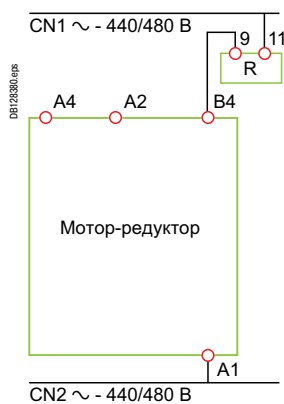 CN1 ∼ - 440/480 В
9 11
R
DB128380.eps
A4 A2 B4
Мотор-редуктор
A1
CN2 ∼ - 440/480 В